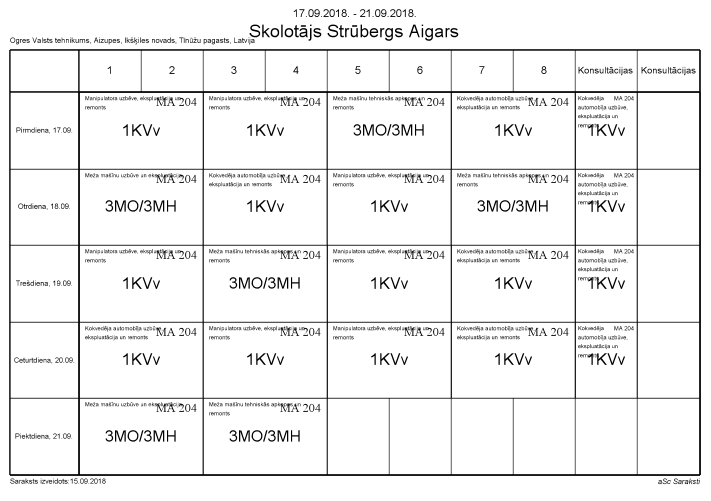 17.09.2018. - 21.09.2018.
Skolotājs Strūbergs Aigars
Ogres Valsts tehnikums, Aizupes, Ikšķiles novads, Tīnūžu pagasts, Latvija
1 2 3 4 5 6 7 8 Konsultācijas Konsultācijas
Pirmdiena, 17.09.
Manipulatora uzbūve, ekspluatācija un
remonts
MA 204
1KVv
Manipulatora uzbūve, ekspluatācija un
remonts
MA 204
1KVv
Meža mašīnu tehniskās apkopes un
remonts
MA 204
3MO/3MH
Kokvedēja automobiļa uzbūve,
ekspluatācija un remonts
MA 204
1KVv
Kokvedēja MA 204
automobiļa uzbūve,
ekspluatācija un
remonts
1KVv
Otrdiena, 18.09.
Meža mašīnu uzbūve un ekspluatācija
MA 204
3MO/3MH
Kokvedēja automobiļa uzbūve,
ekspluatācija un remonts
MA 204
1KVv
Manipulatora uzbūve, ekspluatācija un
remonts
MA 204
1KVv
Meža mašīnu tehniskās apkopes un
remonts
MA 204
3MO/3MH
Kokvedēja MA 204
automobiļa uzbūve,
ekspluatācija un
remonts
1KVv
Trešdiena, 19.09.
Manipulatora uzbūve, ekspluatācija un
remonts
MA 204
1KVv
Meža mašīnu tehniskās apkopes un
remonts
MA 204
3MO/3MH
Manipulatora uzbūve, ekspluatācija un
remonts
MA 204
1KVv
Kokvedēja automobiļa uzbūve,
ekspluatācija un remonts
MA 204
1KVv
Kokvedēja MA 204
automobiļa uzbūve,
ekspluatācija un
remonts
1KVv
Ceturtdiena, 20.09.
Kokvedēja automobiļa uzbūve,
ekspluatācija un remonts
MA 204
1KVv
Manipulatora uzbūve, ekspluatācija un
remonts
MA 204
1KVv
Manipulatora uzbūve, ekspluatācija un
remonts
MA 204
1KVv
Kokvedēja automobiļa uzbūve,
ekspluatācija un remonts
MA 204
1KVv
Kokvedēja MA 204
automobiļa uzbūve,
ekspluatācija un
remonts
1KVv
Piektdiena, 21.09.
Meža mašīnu uzbūve un ekspluatācija
MA 204
3MO/3MH
Meža mašīnu tehniskās apkopes un
remonts
MA 204
3MO/3MH
Saraksts izveidots:15.09.2018
aSc Saraksti